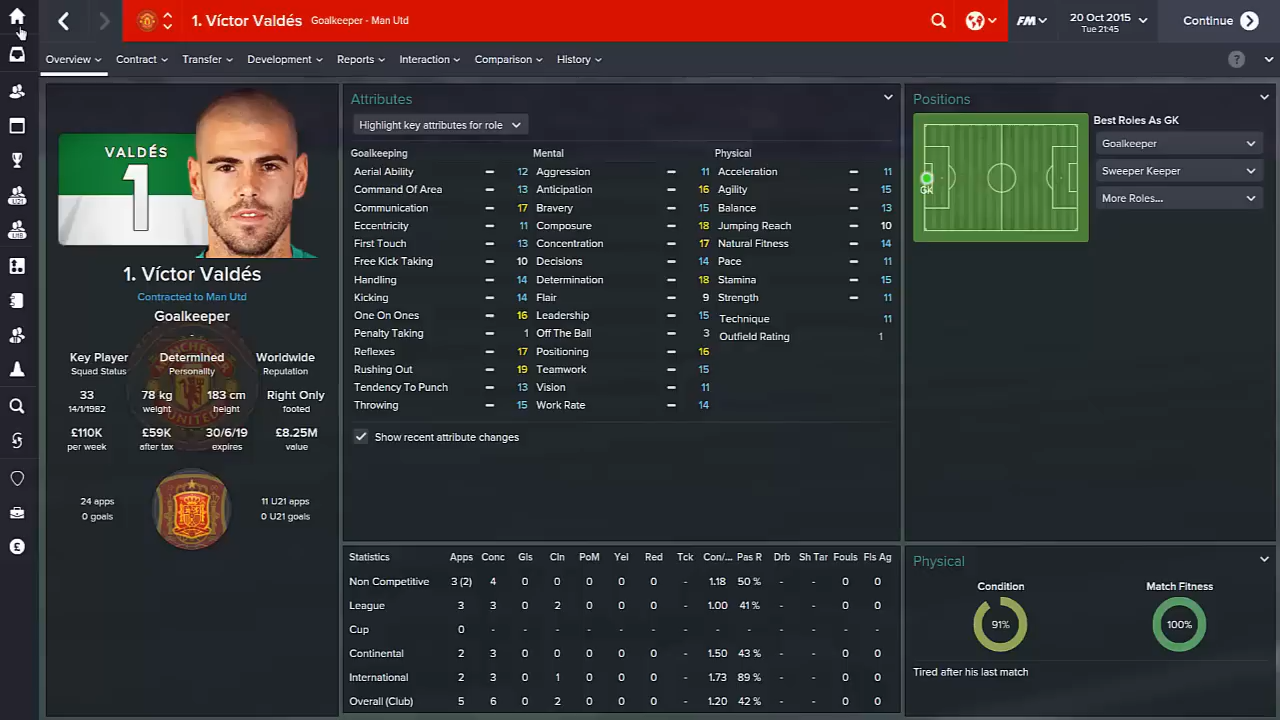 1. Víctor Valdés Goalkeeper - Man Utd
FM
20 Oct 2015
Tue 21:45
Continue
Overview Contract Transfer Development Reports Interaction Comparison History
?
VALDÉS
1
1. Víctor Valdés
Contracted to Man Utd
Goalkeeper
-
Key Player Determined Worldwide
Squad Status Personality Reputation
33 78 kg 183 cm Right Only
14/1/1982 weight height footed
£110K £59K 30/6/19 £8.25M
per week after tax expires value
24 apps 11 U21 apps
0 goals 0 U21 goals
Attributes
Highlight key attributes for role
Goalkeeping Mental Physical
Aerial Ability - 12 Aggression - 11 Acceleration - 11
Command Of Area - 13 Anticipation - 16 Agility - 15
Communication - 17 Bravery - 15 Balance - 13
Eccentricity - 11 Composure - 18 Jumping Reach - 10
First Touch - 13 Concentration - 17 Natural Fitness - 14
Free Kick Taking - 10 Decisions - 14 Pace - 11
Handling - 14 Determination - 18 Stamina - 15
Kicking - 14 Flair - 9 Strength - 11
One On Ones - 16 Leadership - 15 Technique 11
Penalty Taking - 1 Off The Ball - 3 Outfield Rating 1
Reflexes - 17 Positioning - 16
Rushing Out - 19 Teamwork - 15
Tendency To Punch - 13 Vision - 11
Throwing - 15 Work Rate - 14
Show recent attribute changes
Positions
GK
Best Roles As GK
Goalkeeper
Sweeper Keeper
More Roles...
Statistics Apps Conc Gls Cln PoM Yel Red Tck Con/... Pas R Drb Sh Tar Fouls Fls Ag
Non Competitive 3 (2) 4 0 0 0 0 0 - 1.18 50 % - - 0 0
League 3 3 0 2 0 0 0 - 1.00 41 % - - 0 0
Cup 0 - - - - - - - - - - - - -
Continental 2 3 0 0 0 0 0 - 1.50 43 % - - 0 0
International 2 3 0 1 0 0 0 - 1.73 89 % - - 0 0
Overall (Club) 5 6 0 2 0 0 0 - 1.20 42 % - - 0 0
Physical
Condition Match Fitness
91% 100%
Tired after his last match